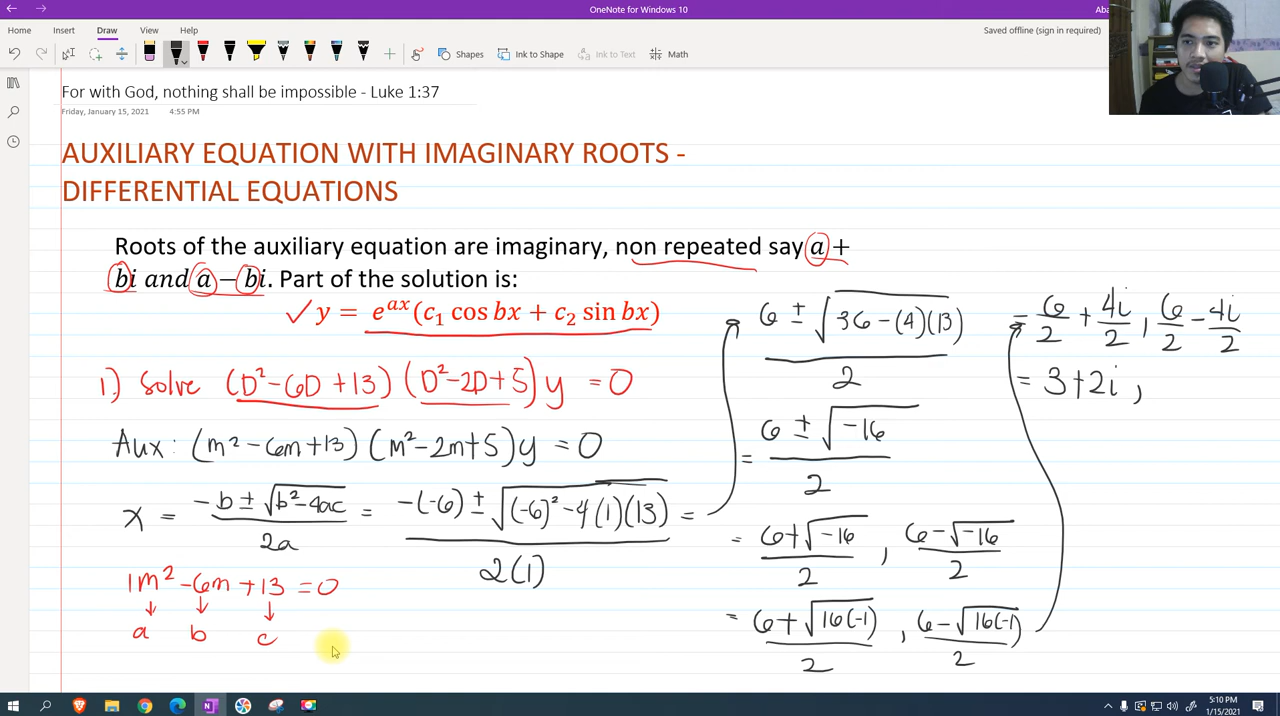 OneNote for Windows 10
Aba
Home Insert Draw View Help
Saved offline (sign in required)
Shapes Ink to Shape Ink to Text Math
For with God, nothing shall be impossible - Luke 1:37
Friday, January 15, 2021 4:55 PM
AUXILIARY EQUATION WITH IMAGINARY ROOTS -
DIFFERENTIAL EQUATIONS
Roots of the auxiliary equation are imaginary, non repeated say a +
bi and a − bi. Part of the solution is:
✓ y = e^{ax}(c₁ cos bx + c₂ sin bx)
1.) Solve (D²-6D+13)(D²-2D+5)y = 0
Aux: (m²-6m+13)(m²-2m+5)y = 0
x = (-b ± √(b²-4ac))/2a = (-(-6) ± √((-6)²-4(1)(13)))/2(1) =
1m²-6m+13 = 0
a b c
(6 ± √(36-(4)(13)))/2
= (6 ± √-16)/2
= (6+√-16)/2 , (6-√-16)/2
= (6+√16(-1))/2 , (6-√16(-1))/2
= 6/2 + 4i/2 , 6/2 - 4i/2
= 3+2i ,
5:10 PM
1/15/2021